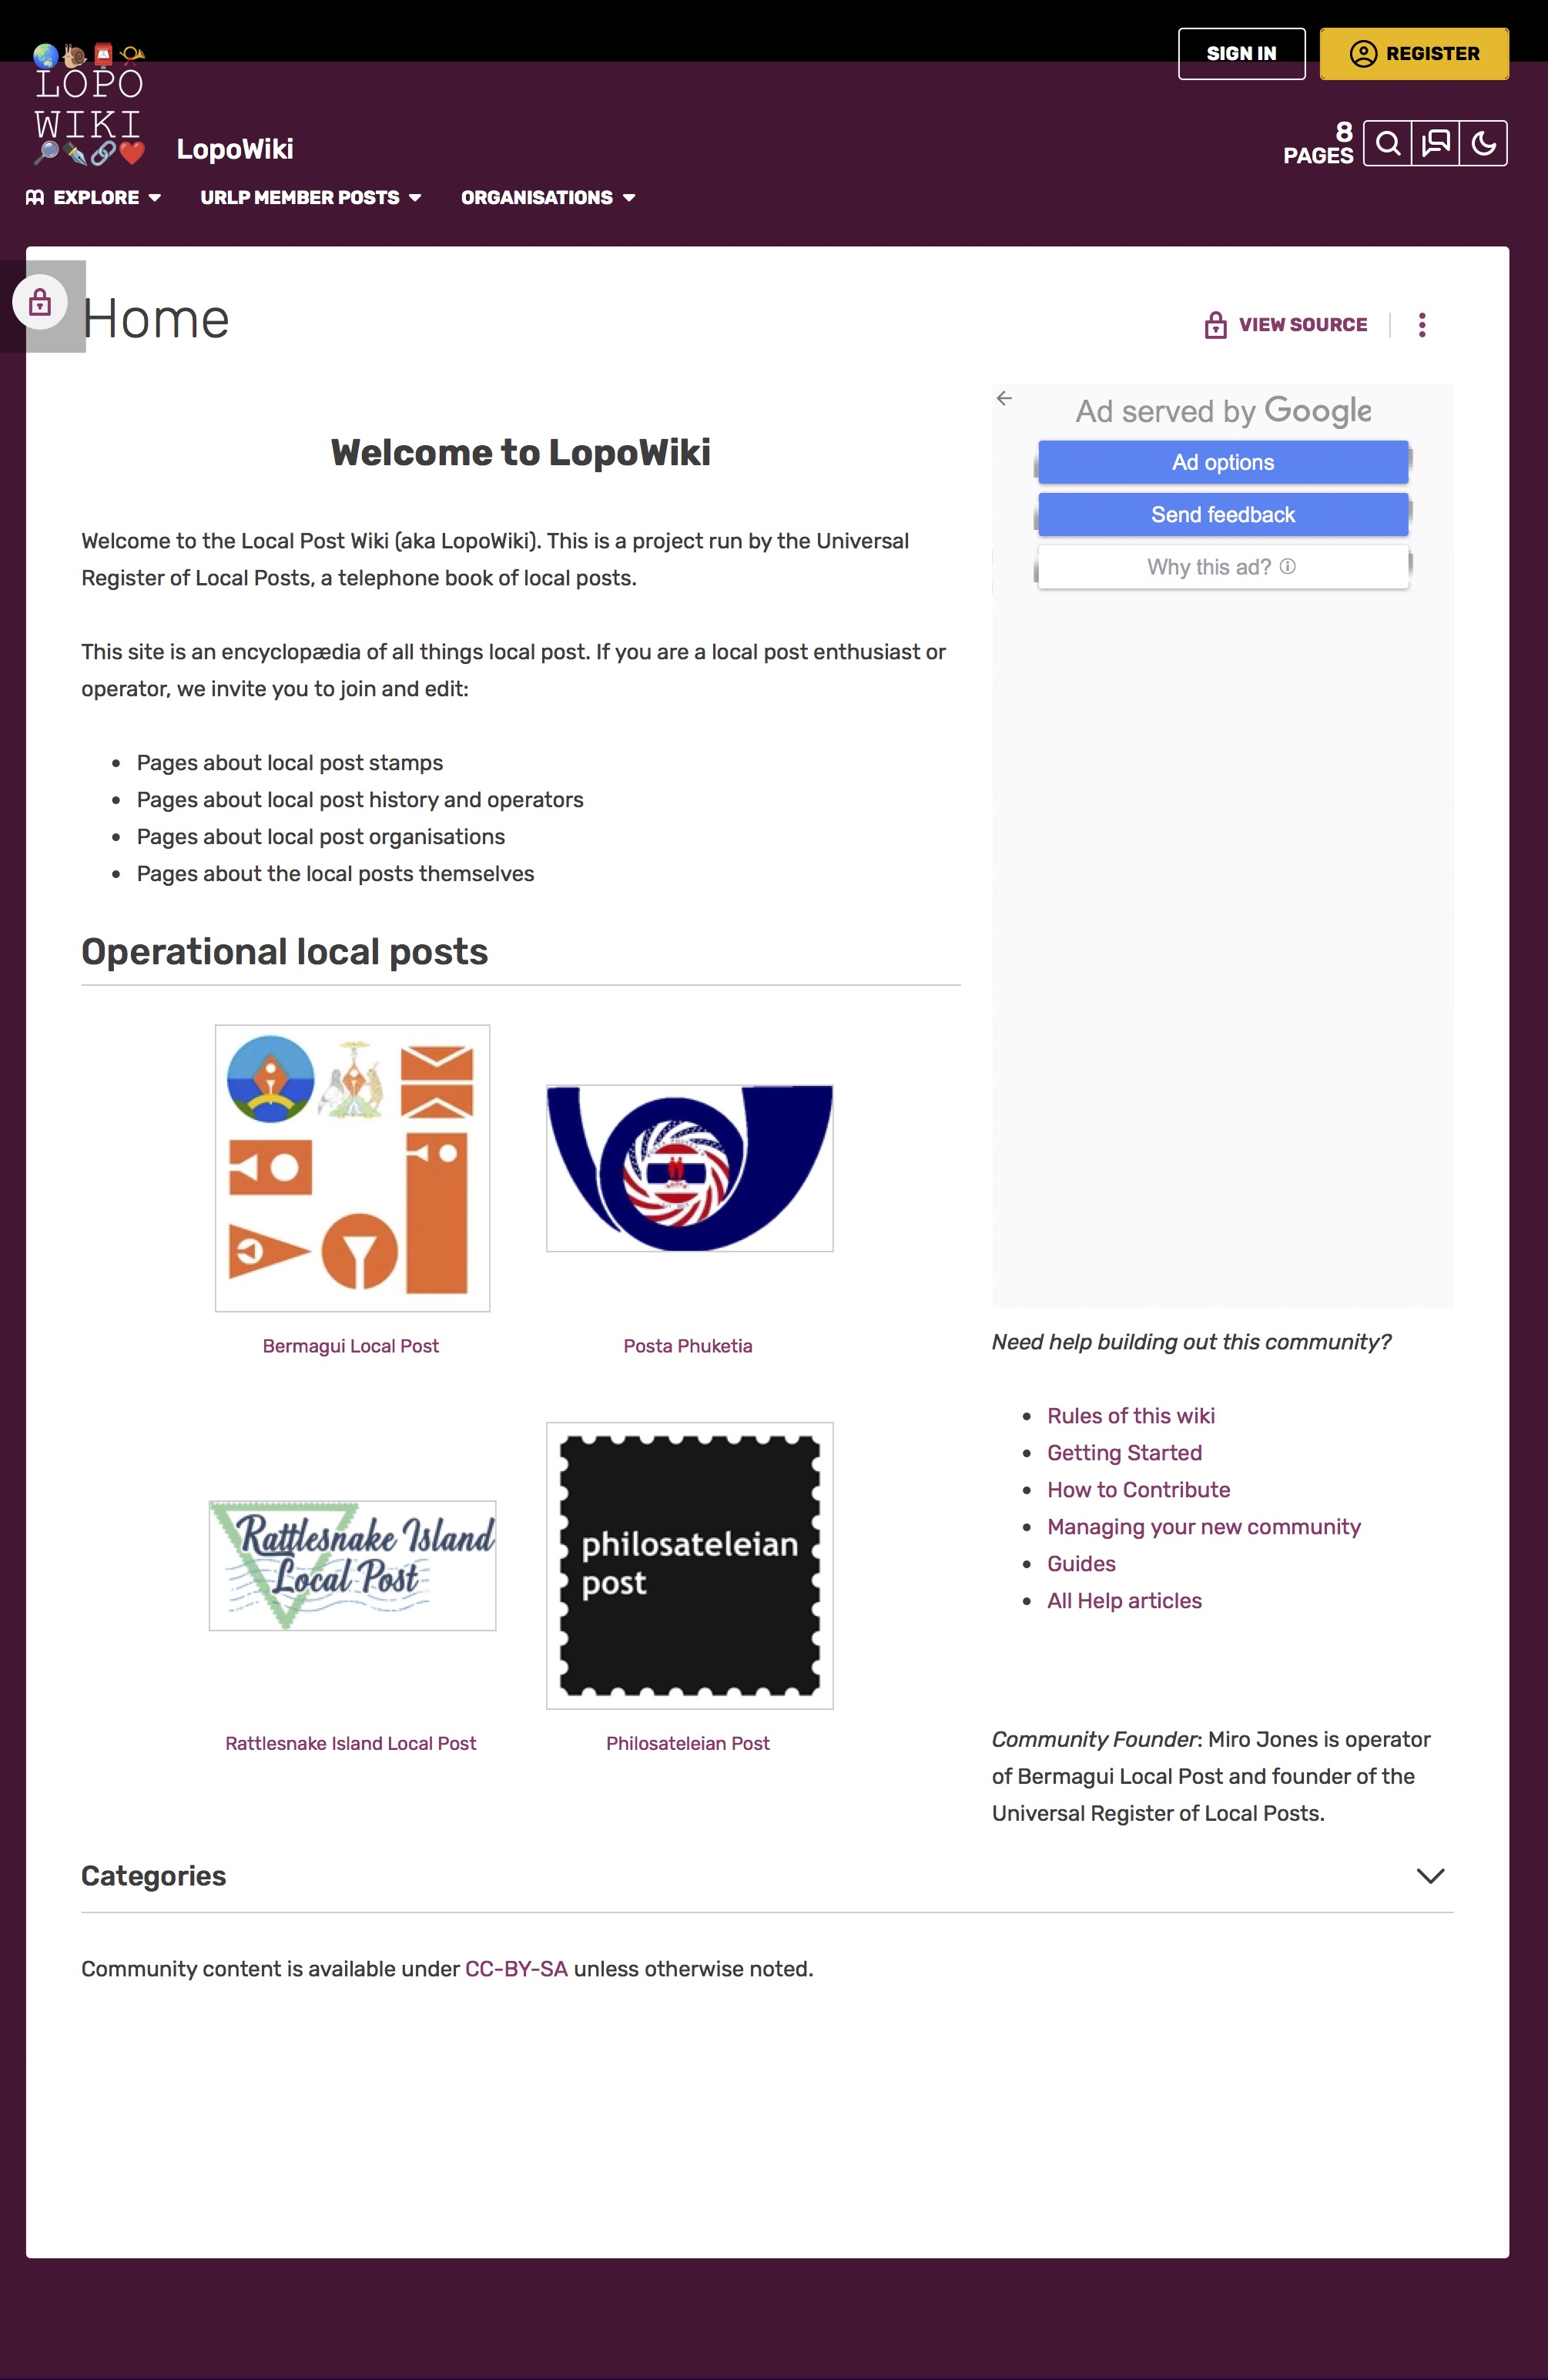 SIGN IN
REGISTER
LOPO
WIKI
LopoWiki
8
PAGES
EXPLORE
URLP MEMBER POSTS
ORGANISATIONS
Home
VIEW SOURCE
Welcome to LopoWiki
Welcome to the Local Post Wiki (aka LopoWiki). This is a project run by the Universal
Register of Local Posts, a telephone book of local posts.
This site is an encyclopædia of all things local post. If you are a local post enthusiast or
operator, we invite you to join and edit:
Pages about local post stamps
Pages about local post history and operators
Pages about local post organisations
Pages about the local posts themselves
Operational local posts
Bermagui Local Post
Posta Phuketia
Rattlesnake Island
Local Post
philosateleian
post
Rattlesnake Island Local Post
Philosateleian Post
Ad served by Google
Ad options
Send feedback
Why this ad?
Need help building out this community?
Rules of this wiki
Getting Started
How to Contribute
Managing your new community
Guides
All Help articles
Community Founder: Miro Jones is operator
of Bermagui Local Post and founder of the
Universal Register of Local Posts.
Categories
Community content is available under CC-BY-SA unless otherwise noted.